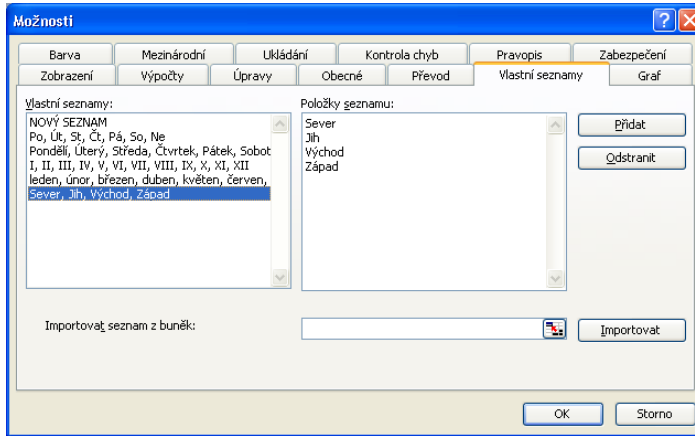 Možnosti
Barva Mezinárodní Ukládání Kontrola chyb Pravopis Zabezpečení
Zobrazení Výpočty Úpravy Obecné Převod Vlastní seznamy Graf
Vlastní seznamy:
NOVÝ SEZNAM
Po, Út, St, Čt, Pá, So, Ne
Pondělí, Úterý, Středa, Čtvrtek, Pátek, Sobot
I, II, III, IV, V, VI, VII, VIII, IX, X, XI, XII
leden, únor, březen, duben, květen, červen,
Sever, Jih, Východ, Západ
Položky seznamu:
Sever
Jih
Východ
Západ
Přidat
Odstranit
Importovat seznam z buněk:
Importovat
OK Storno